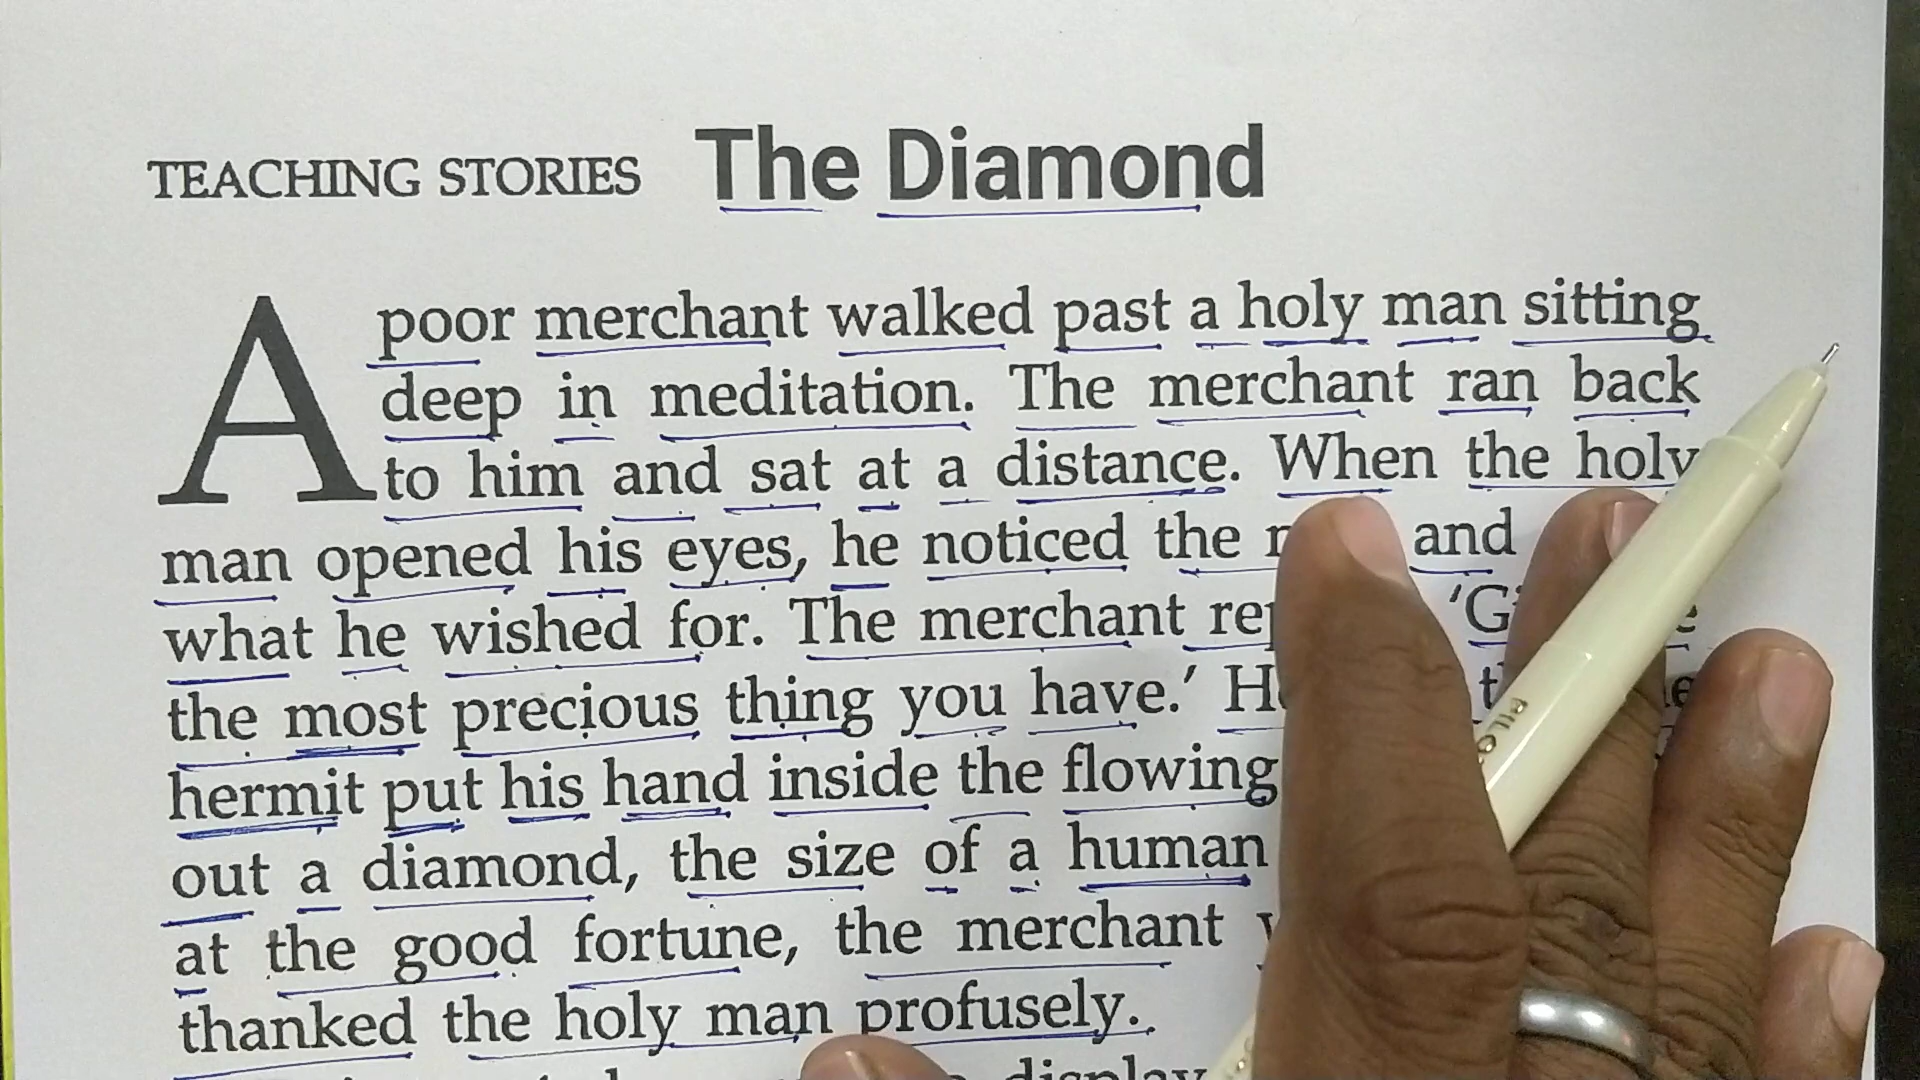 TEACHING STORIES The Diamond
A poor merchant walked past a holy man sitting
deep in meditation. The merchant ran back
to him and sat at a distance. When the holy
man opened his eyes, he noticed the and
what he wished for. The merchant
the most precious thing you have.'
hermit put his hand inside the flowing
out a diamond, the size of a human
at the good fortune, the merchant
thanked the holy man profusely.
display